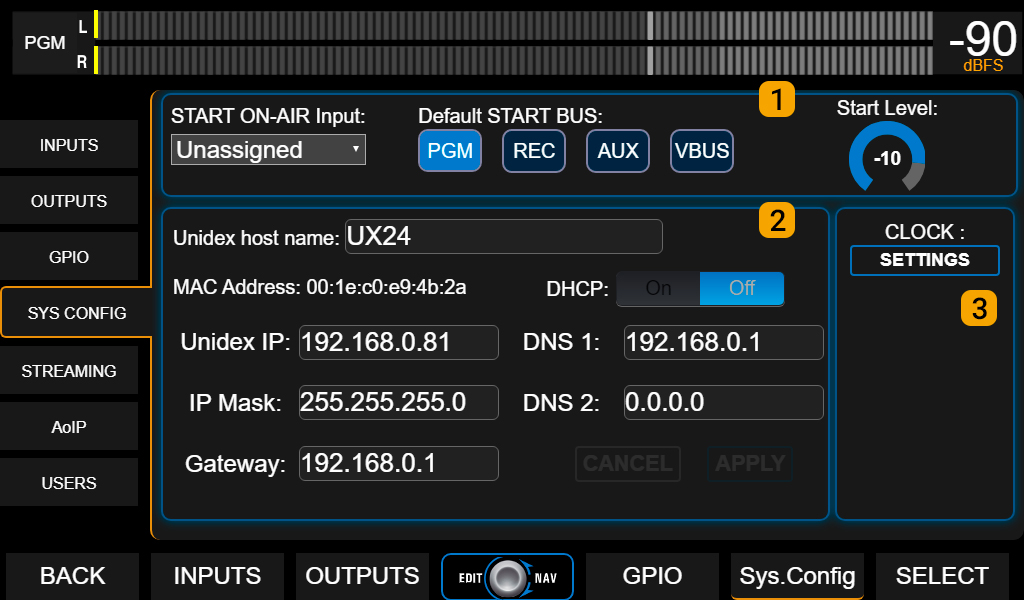 PGM
L
R
-90
dBFS
START ON-AIR Input:
Unassigned
Default START BUS:
PGM REC AUX VBUS
1
Start Level:
-10
INPUTS
OUTPUTS
GPIO
SYS CONFIG
STREAMING
AoIP
USERS
2
Unidex host name: UX24
MAC Address: 00:1e:c0:e9:4b:2a
DHCP: On Off
Unidex IP: 192.168.0.81 DNS 1: 192.168.0.1
IP Mask: 255.255.255.0 DNS 2: 0.0.0.0
Gateway: 192.168.0.1
CANCEL APPLY
CLOCK :
SETTINGS
3
BACK INPUTS OUTPUTS EDIT NAV GPIO Sys.Config SELECT